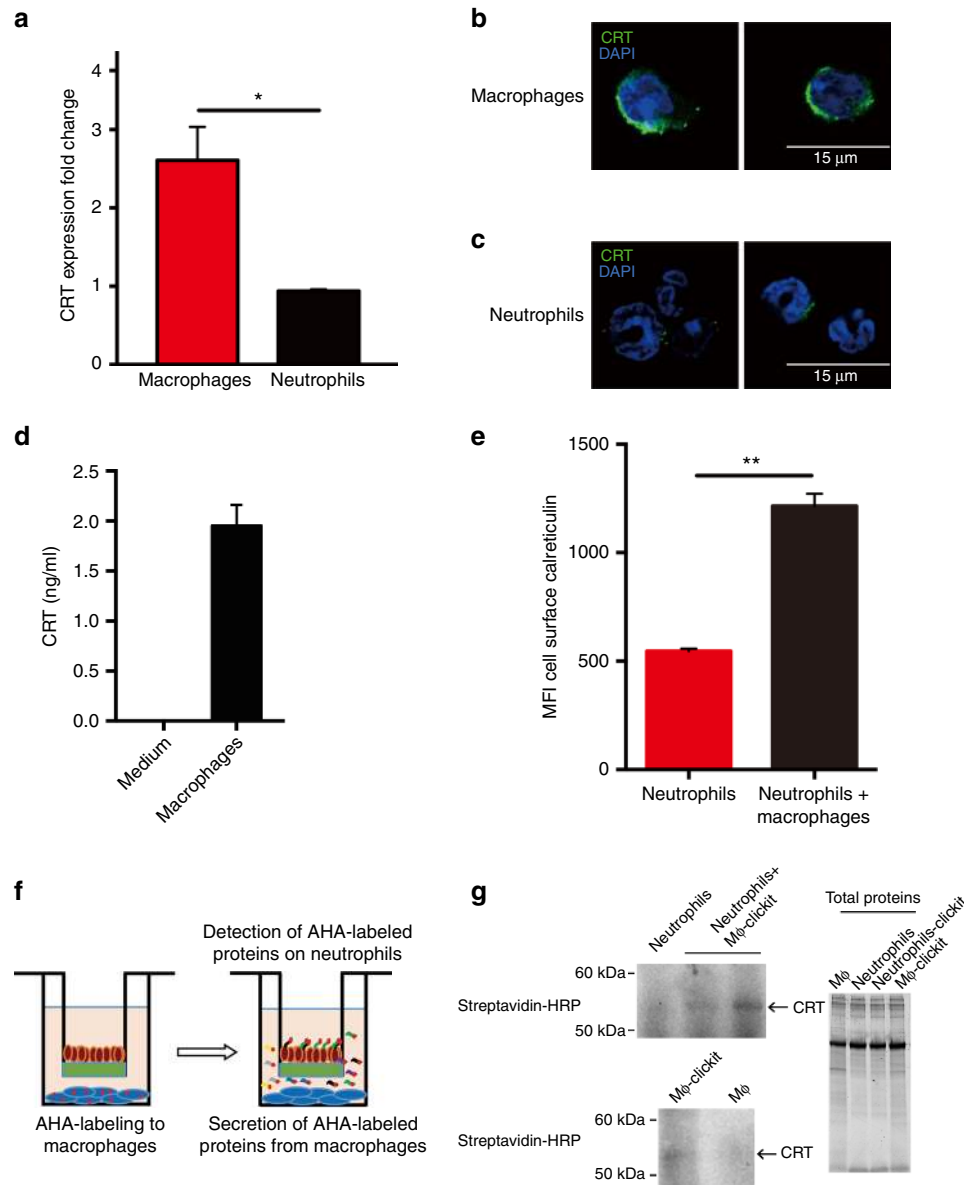 a
CRT expression fold change
4
3
2
1
0
*
Macrophages
Neutrophils
b
Macrophages
CRT
DAPI
15 μm
c
Neutrophils
CRT
DAPI
15 μm
d
CRT (ng/ml)
2.5
2.0
1.5
1.0
0.5
0.0
Medium
Macrophages
e
MFI cell surface calreticulin
1500
1000
500
0
**
Neutrophils
Neutrophils +
macrophages
f
Detection of AHA-labeled
proteins on neutrophils
AHA-labeling to
macrophages
Secretion of AHA-labeled
proteins from macrophages
g
Neutrophils
Neutrophils+
Mϕ-clickit
60 kDa
Streptavidin-HRP
← CRT
50 kDa
Mϕ-clickit
Mϕ
60 kDa
Streptavidin-HRP
← CRT
50 kDa
Total proteins
Mϕ
Neutrophils
Neutrophils-clickit
Mϕ-clickit